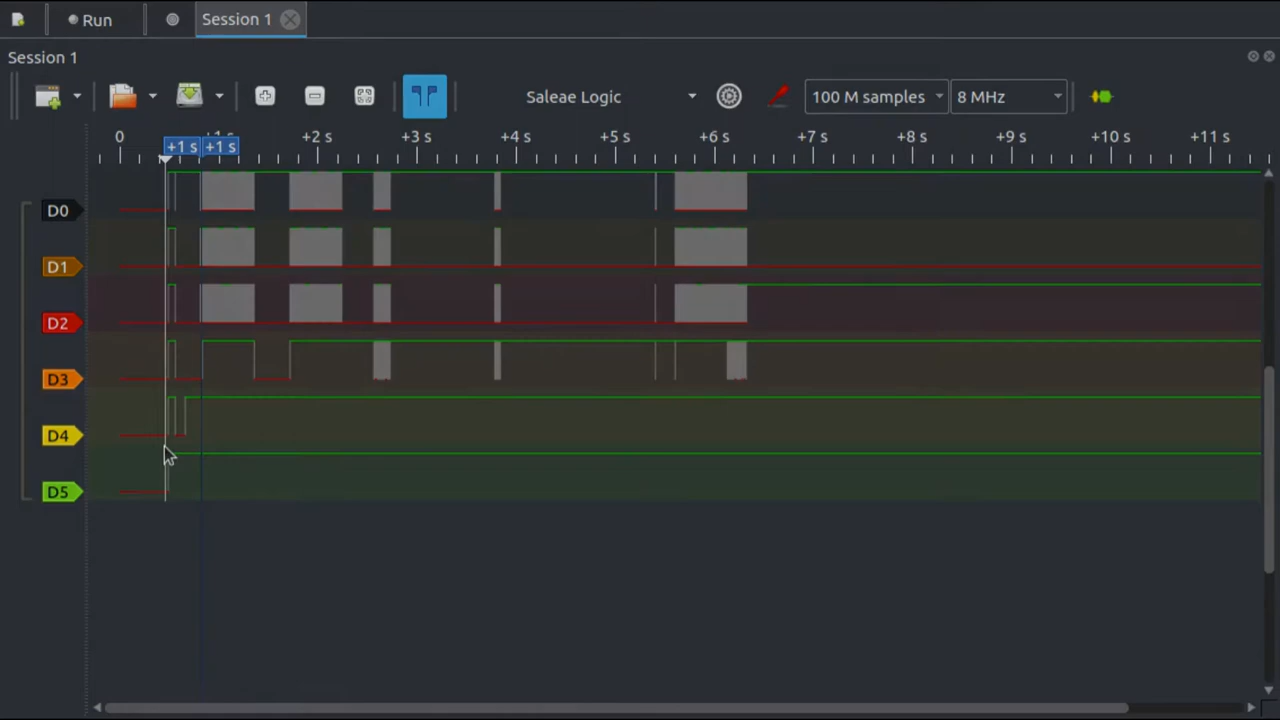 Run
Session 1
Session 1
Saleae Logic
100 M samples
8 MHz
0 +2 s +3 s +4 s +5 s +6 s +7 s +8 s +9 s +10 s +11 s
+1 s +1 s
D0
D1
D2
D3
D4
D5